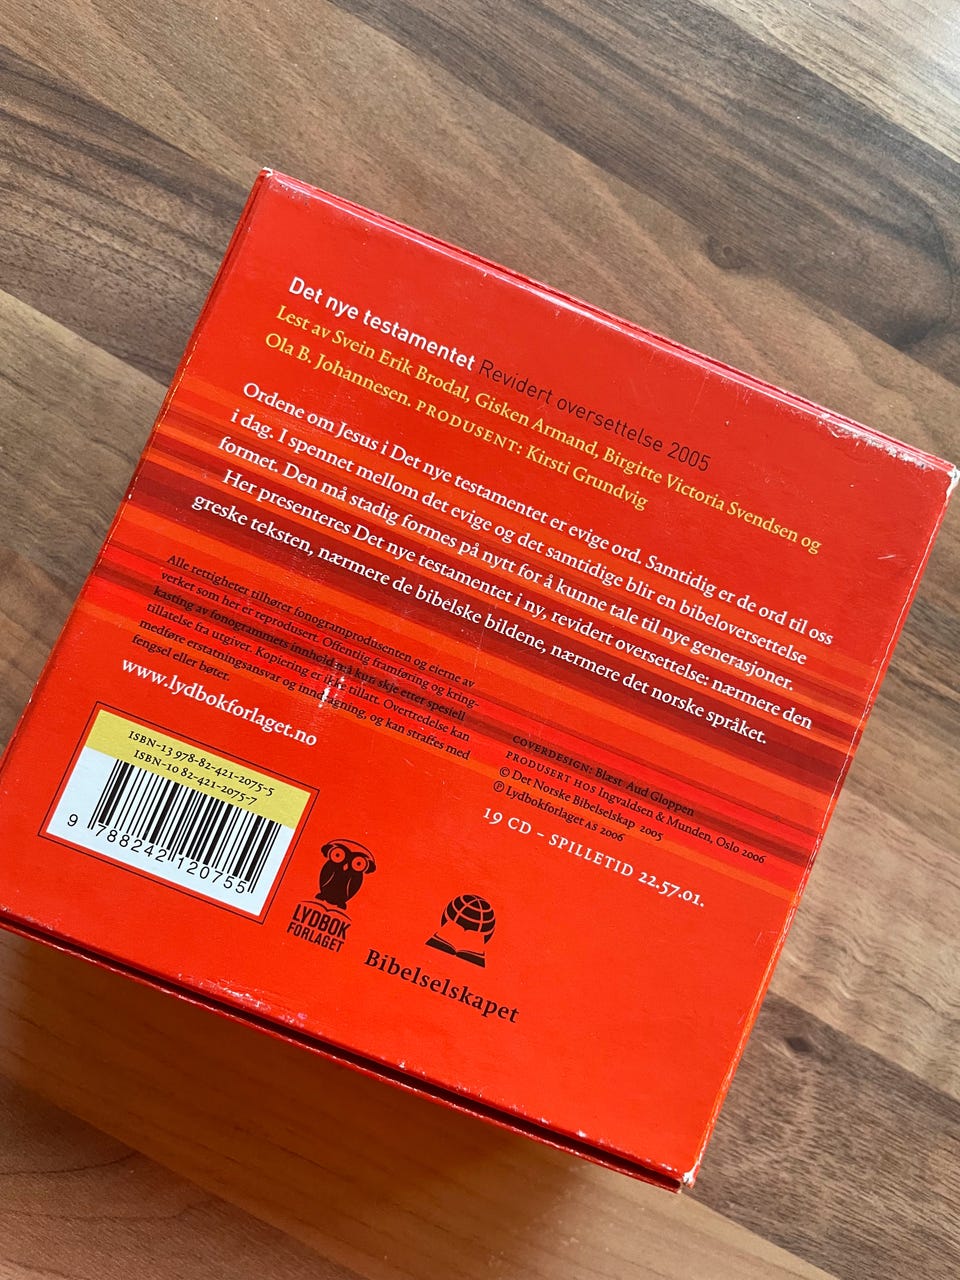 Det nye testamentet Revidert oversettelse 2005
Lest av Svein Erik Brodal, Gisken Armand, Birgitte Victoria Svendsen og
Ola B. Johannesen. PRODUSENT: Kirsti Grundvig
Ordene om Jesus i Det nye testamentet er evige ord. Samtidig er de ord til oss
i dag. I spennet mellom det evige og det samtidige blir en bibeloversettelse
formet. Den må stadig formes på nytt for å kunne tale til nye generasjoner.
Her presenteres Det nye testamentet i ny, revidert oversettelse: nærmere den
greske teksten, nærmere de bibelske bildene, nærmere det norske språket.
Alle rettigheter tilhører fonogramprodusenten og eierne av
verket som her er reprodusert. Offentlig framføring og kring-
kasting av fonogrammets innhold må kun skje etter spesiell
tillatelse fra utgiver. Kopiering er ikke tillatt. Overtredelse kan
medføre erstatningsansvar og inndragning, og kan straffes med
fengsel eller bøter.
www.lydbokforlaget.no
COVERDESIGN: Blæst Aud Gloppen
PRODUSERT HOS Ingvaldsen & Munden, Oslo 2006
© Det Norske Bibelselskap 2005
℗ Lydbokforlaget AS 2006
19 CD – SPILLETID 22.57.01.
ISBN-13 978-82-421-2075-5
ISBN-10 82-421-2075-7
9 788242 120755
LYDBOK
FORLAGET
Bibelselskapet